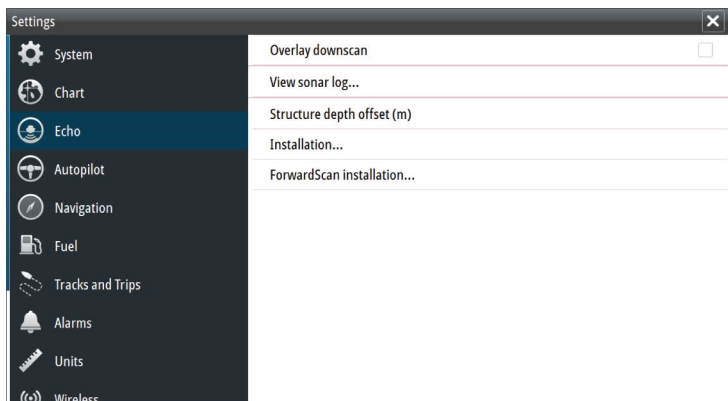 Settings
System
Chart
Echo
Autopilot
Navigation
Fuel
Tracks and Trips
Alarms
Units
Wireless
Overlay downscan
View sonar log...
Structure depth offset (m)
Installation...
ForwardScan installation...